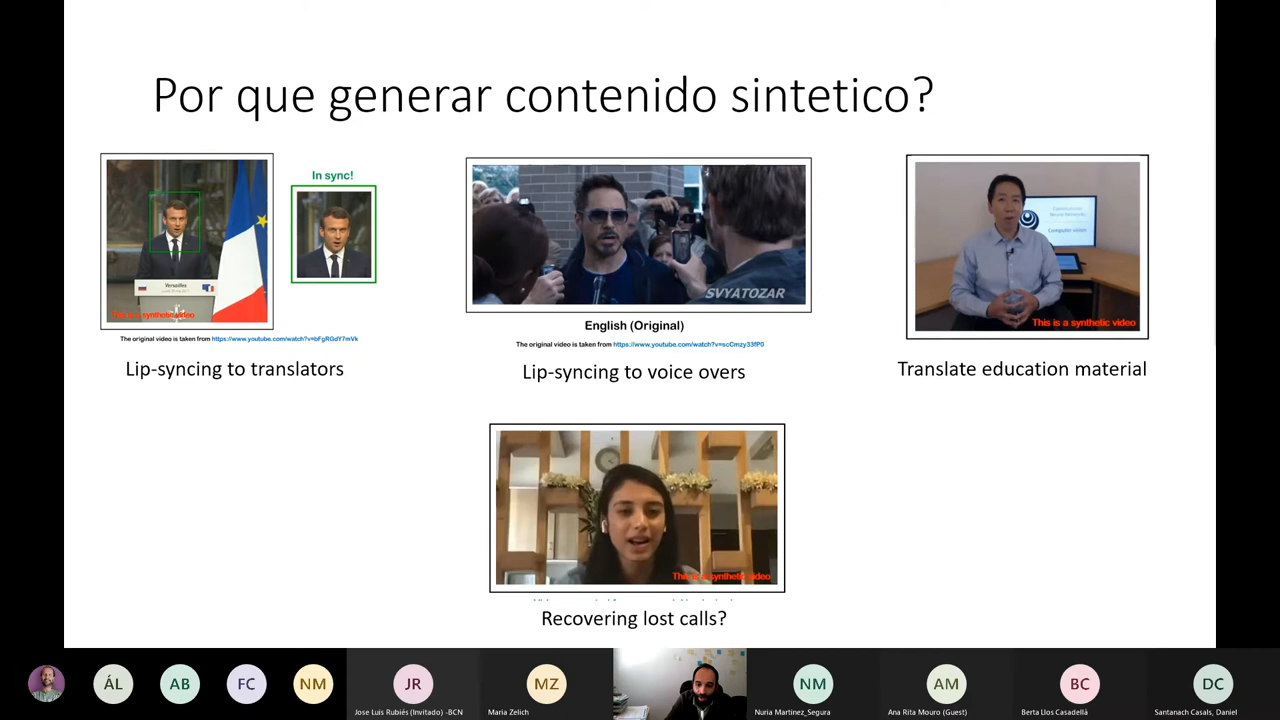 Por que generar contenido sintetico?
In sync!
Versailles
This is a synthetic video
The original video is taken from https://www.youtube.com/watch?v=bFgRGdY7mVk
Lip-syncing to translators
SVYATOZAR
English (Original)
The original video is taken from https://www.youtube.com/watch?v=scCmzy33fP0
Lip-syncing to voice overs
Computer vision
This is a synthetic video
Translate education material
This is a synthetic video
Recovering lost calls?
ÁL
AB
FC
NM
JR
Jose Luis Rubiés (Invitado) -BCN
MZ
Maria Zelich
NM
Nuria Martinez_Segura
AM
Ana Rita Mouro (Guest)
BC
Berta Llos Casadellà
DC
Santanach Casals, Daniel